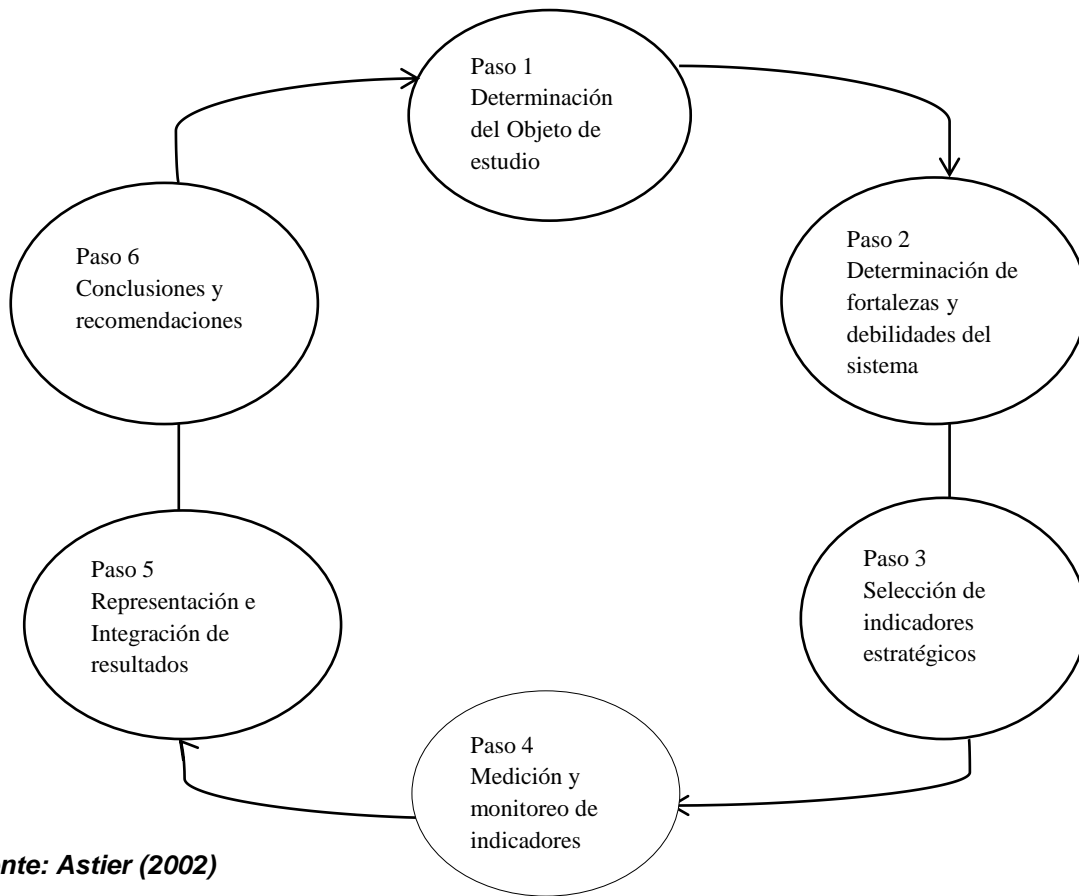 Paso 1
Determinación
del Objeto de
estudio
Paso 2
Determinación de
fortalezas y
debilidades del
sistema
Paso 3
Selección de
indicadores
estratégicos
Paso 4
Medición y
monitoreo de
indicadores
Paso 5
Representación e
Integración de
resultados
Paso 6
Conclusiones y
recomendaciones
nte: Astier (2002)